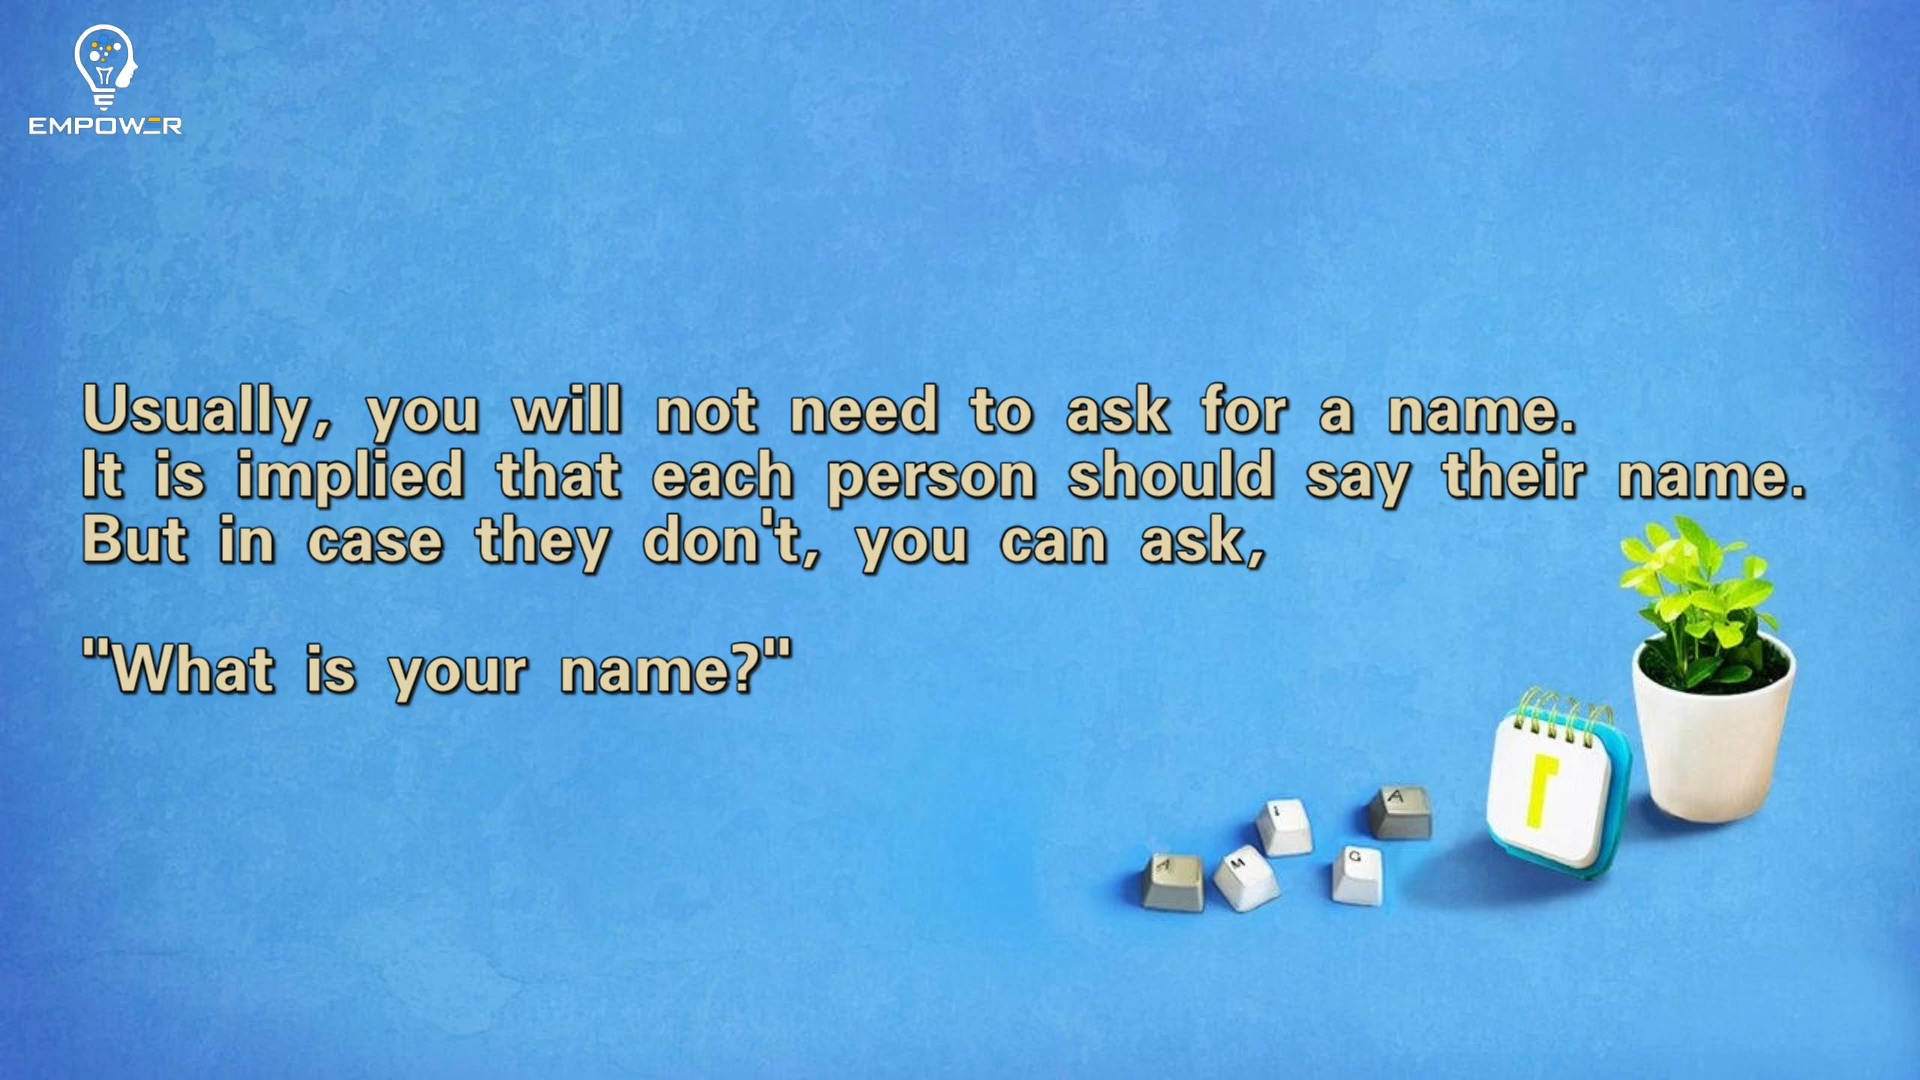 EMPOWER
Usually, you will not need to ask for a name.
It is implied that each person should say their name.
But in case they don't, you can ask,
"What is your name?"
1
i
A
A
M
G